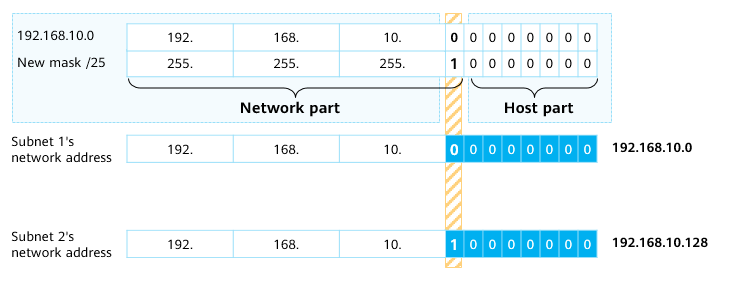 192.168.10.0 192. 168. 10. 0 0 0 0 0 0 0 0
New mask /25 255. 255. 255. 1 0 0 0 0 0 0 0
Network part Host part
Subnet 1's
network address 192. 168. 10. 0 0 0 0 0 0 0 0 192.168.10.0
Subnet 2's
network address 192. 168. 10. 1 0 0 0 0 0 0 0 192.168.10.128